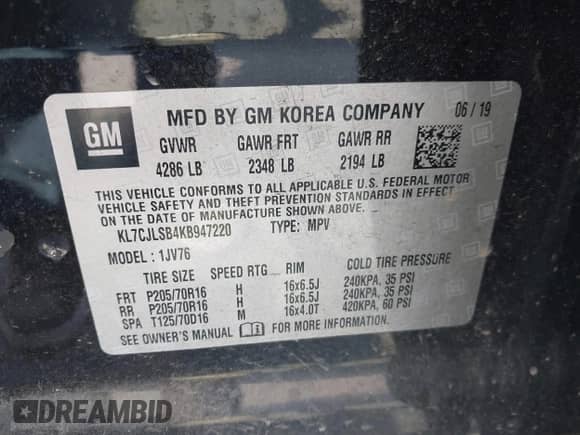 GM
MFD BY GM KOREA COMPANY 06 / 19
GVWR GAWR FRT GAWR RR
4286 LB 2348 LB 2194 LB
THIS VEHICLE CONFORMS TO ALL APPLICABLE U.S. FEDERAL MOTOR
VEHICLE SAFETY AND THEFT PREVENTION STANDARDS IN EFFECT
ON THE DATE OF MANUFACTURE SHOWN ABOVE.
KL7CJLSB4KB947220 TYPE: MPV
MODEL : 1JV76
TIRE SIZE SPEED RTG RIM COLD TIRE PRESSURE
FRT P205/70R16 H 16x6.5J 240KPA, 35 PSI
RR P205/70R16 H 16x6.5J 240KPA, 35 PSI
SPA T125/70D16 M 16x4.0T 420KPA, 60 PSI
SEE OWNER'S MANUAL FOR MORE INFORMATION.
DREAMBID